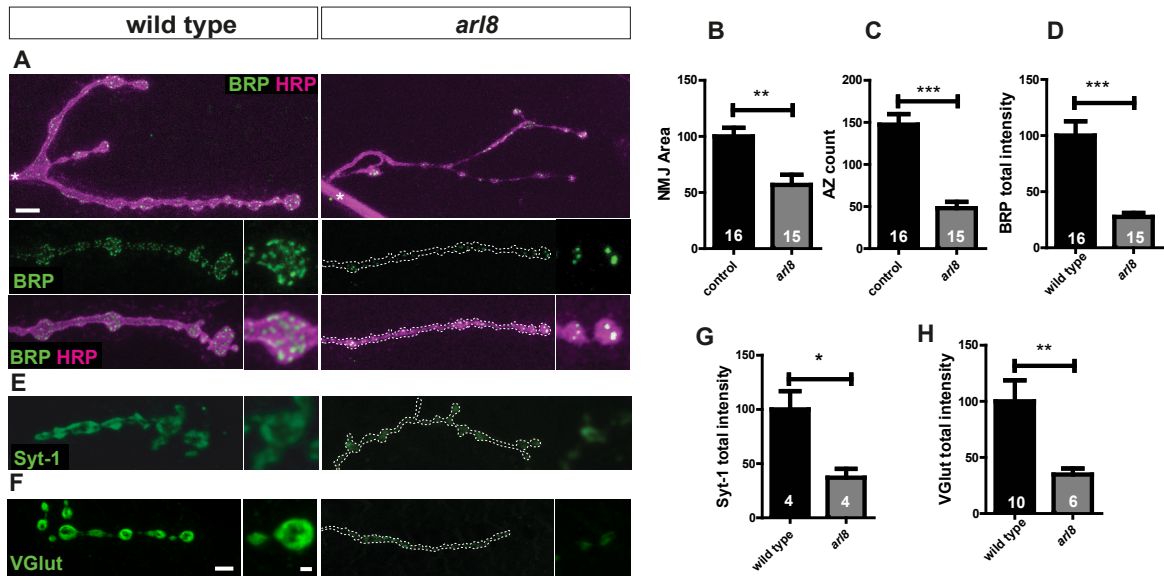 wild type
arl8
A
BRP HRP
*
*
BRP
BRP HRP
E
Syt-1
F
VGlut
B
NMJ Area
150
100
50
0
**
16
15
control
arl8
C
AZ count
200
150
100
50
0
***
16
15
control
arl8
D
BRP total intensity
150
100
50
0
***
16
15
wild type
arl8
G
Syt-1 total intensity
150
100
50
0
*
4
4
wild type
arl8
H
VGlut total intensity
150
100
50
0
**
10
6
wild type
arl8